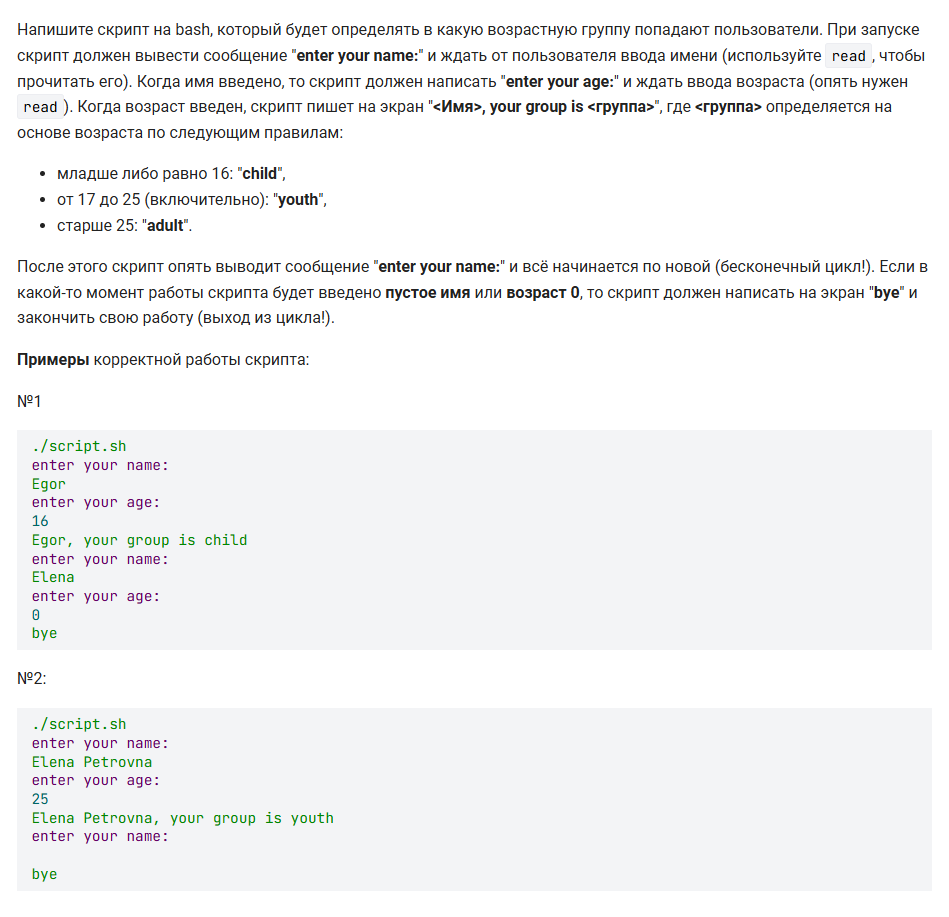 Напишите скрипт на bash, который будет определять в какую возрастную группу попадают пользователи. При запуске
скрипт должен вывести сообщение "enter your name:" и ждать от пользователя ввода имени (используйте read, чтобы
прочитать его). Когда имя введено, то скрипт должен написать "enter your age:" и ждать ввода возраста (опять нужен
read). Когда возраст введен, скрипт пишет на экран "<Имя>, your group is <группа>", где <группа> определяется на
основе возраста по следующим правилам:
• младше либо равно 16: "child",
• от 17 до 25 (включительно): "youth",
• старше 25: "adult".
После этого скрипт опять выводит сообщение "enter your name:" и всё начинается по новой (бесконечный цикл!). Если в
какой-то момент работы скрипта будет введено пустое имя или возраст 0, то скрипт должен написать на экран "bye" и
закончить свою работу (выход из цикла!).
Примеры корректной работы скрипта:
№1
./script.sh
enter your name:
Egor
enter your age:
16
Egor, your group is child
enter your name:
Elena
enter your age:
0
bye
№2:
./script.sh
enter your name:
Elena Petrovna
enter your age:
25
Elena Petrovna, your group is youth
enter your name:
bye